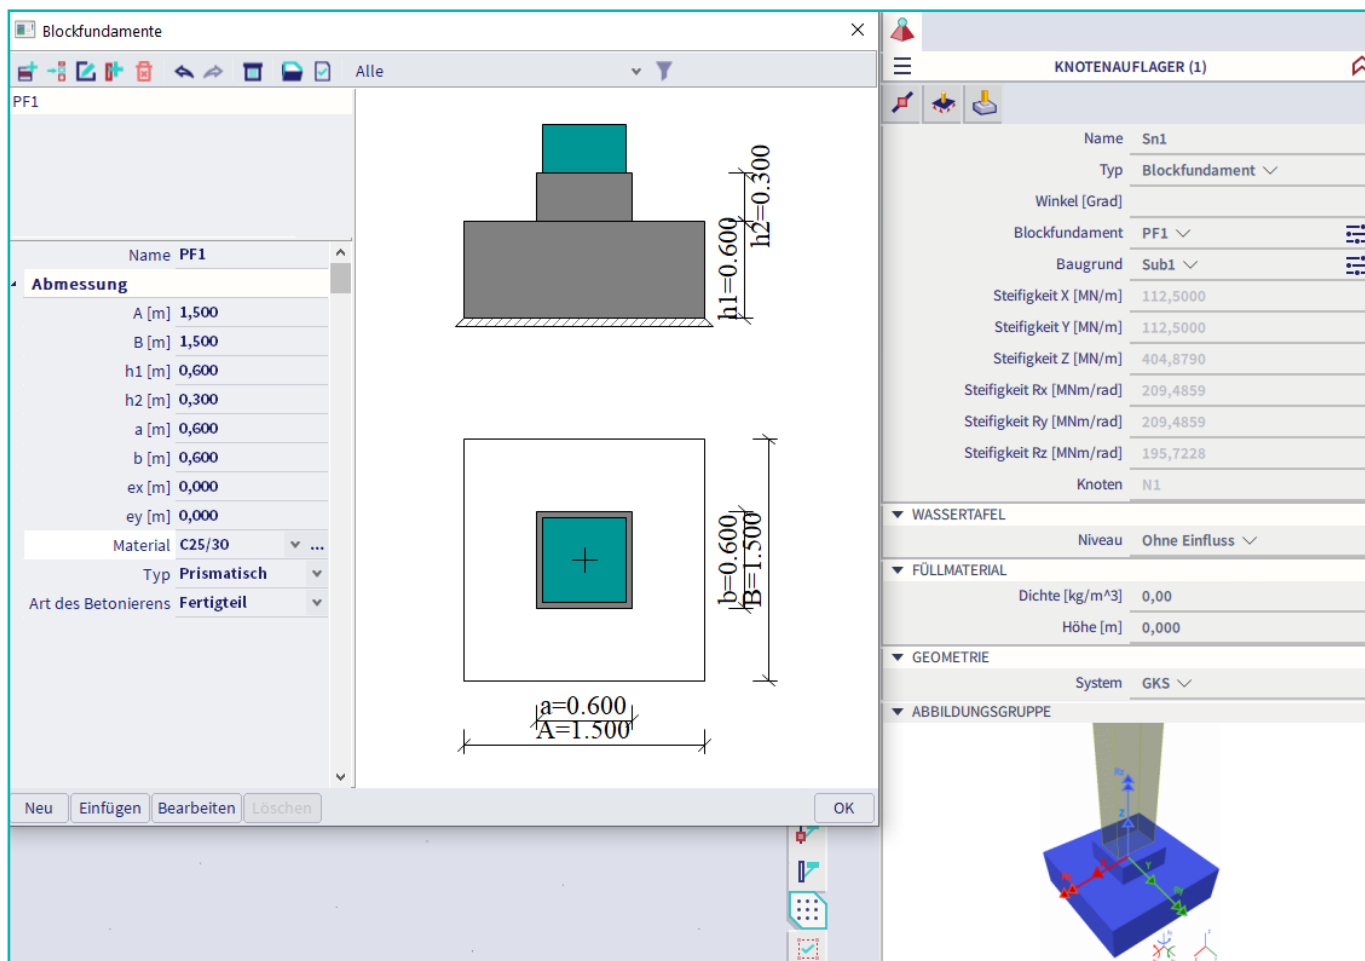 Blockfundamente
Alle
PF1
Name PF1
Abmessung
A [m] 1,500
B [m] 1,500
h1 [m] 0,600
h2 [m] 0,300
a [m] 0,600
b [m] 0,600
ex [m] 0,000
ey [m] 0,000
Material C25/30 ...
Typ Prismatisch
Art des Betonierens Fertigteil
h2=0.300
h1=0.600
b=0.600
B=1.500
a=0.600
A=1.500
Neu Einfügen Bearbeiten Löschen OK
KNOTENAUFLAGER (1)
Name Sn1
Typ Blockfundament
Winkel [Grad]
Blockfundament PF1
Baugrund Sub1
Steifigkeit X [MN/m] 112,5000
Steifigkeit Y [MN/m] 112,5000
Steifigkeit Z [MN/m] 404,8790
Steifigkeit Rx [MNm/rad] 209,4859
Steifigkeit Ry [MNm/rad] 209,4859
Steifigkeit Rz [MNm/rad] 195,7228
Knoten N1
WASSERTAFEL
Niveau Ohne Einfluss
FÜLLMATERIAL
Dichte [kg/m^3] 0,00
Höhe [m] 0,000
GEOMETRIE
System GKS
ABBILDUNGSGRUPPE
Rz
Z
X
Y
Rx
Ry